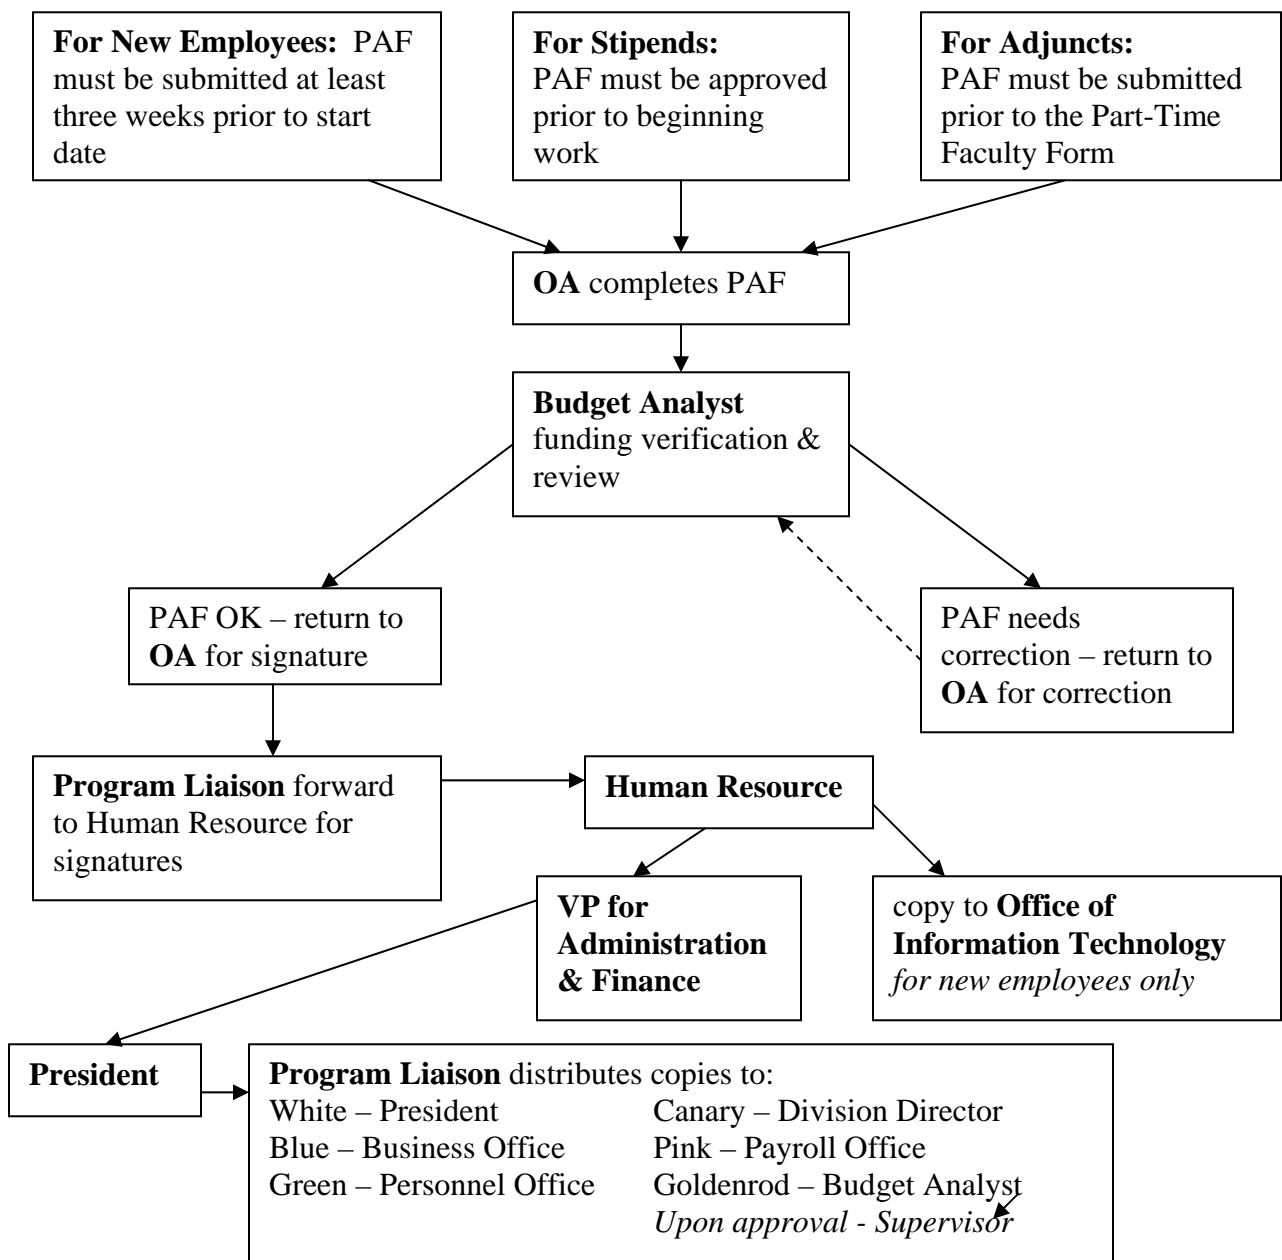 For New Employees: PAF
must be submitted at least
three weeks prior to start
date
For Stipends:
PAF must be approved
prior to beginning
work
For Adjuncts:
PAF must be submitted
prior to the Part-Time
Faculty Form
OA completes PAF
Budget Analyst
funding verification &
review
PAF OK – return to
OA for signature
PAF needs
correction – return to
OA for correction
Program Liaison forward
to Human Resource for
signatures
Human Resource
VP for
Administration
& Finance
copy to Office of
Information Technology
for new employees only
President
Program Liaison distributes copies to:
White – President Canary – Division Director
Blue – Business Office Pink – Payroll Office
Green – Personnel Office Goldenrod – Budget Analyst
Upon approval - Supervisor